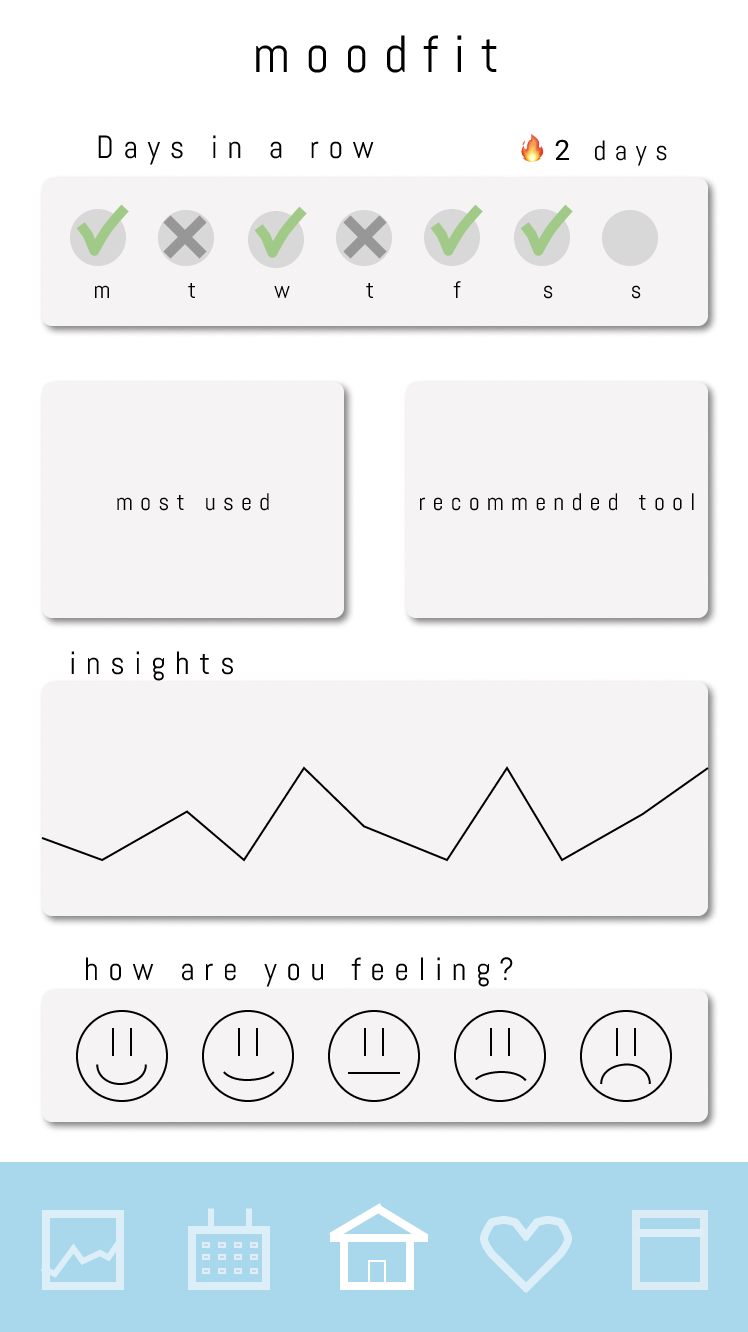 moodfit
Days in a row 🔥 2 days
m t w t f s s
most used recommended tool
insights
how are you feeling?